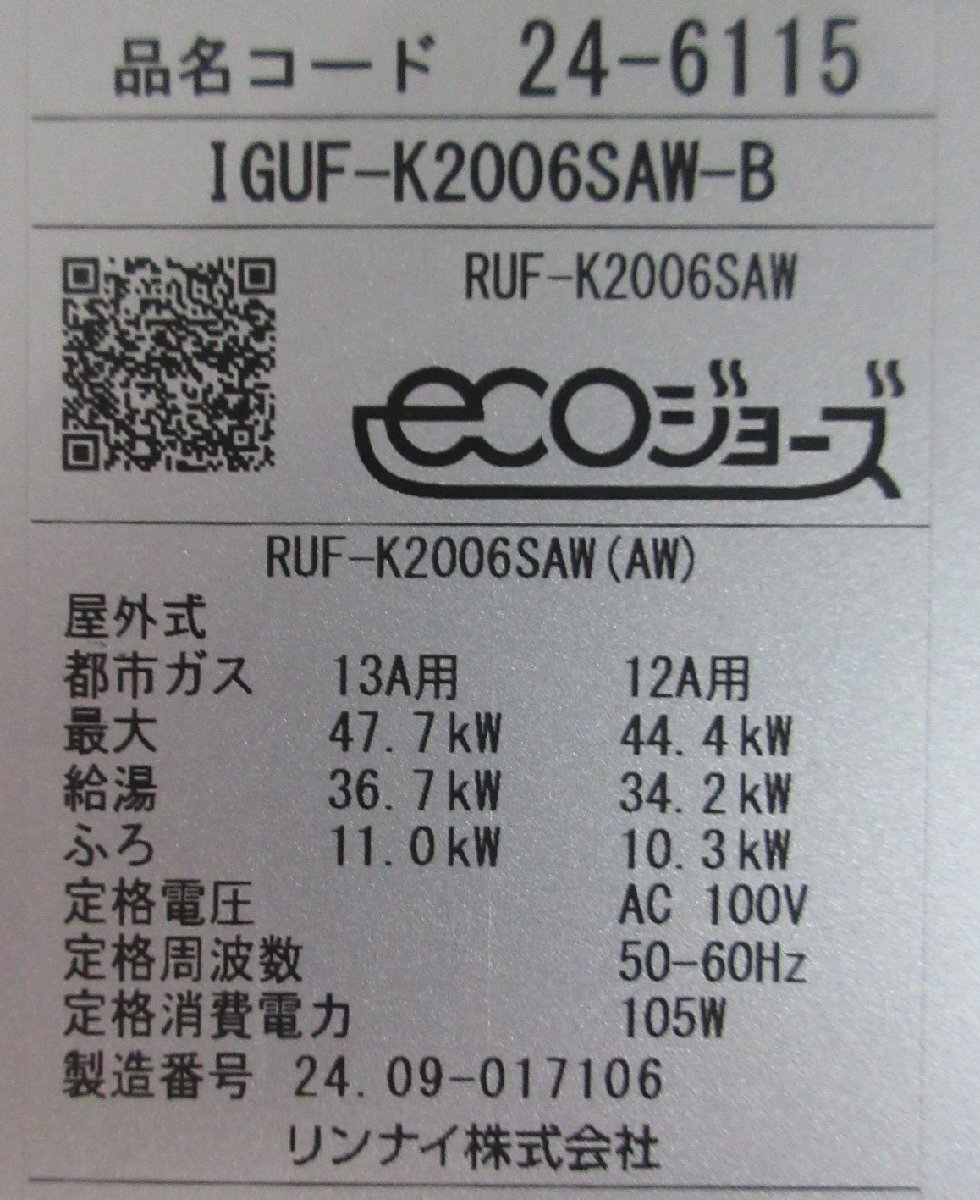 品名コード 24-6115
IGUF-K2006SAW-B
RUF-K2006SAW
ecoジョーズ
RUF-K2006SAW(AW)
屋外式
都市ガス 13A用 12A用
最大 47.7kW 44.4kW
給湯 36.7kW 34.2kW
ふろ 11.0kW 10.3kW
定格電圧 AC 100V
定格周波数 50-60Hz
定格消費電力 105W
製造番号 24.09-017106
リンナイ株式会社